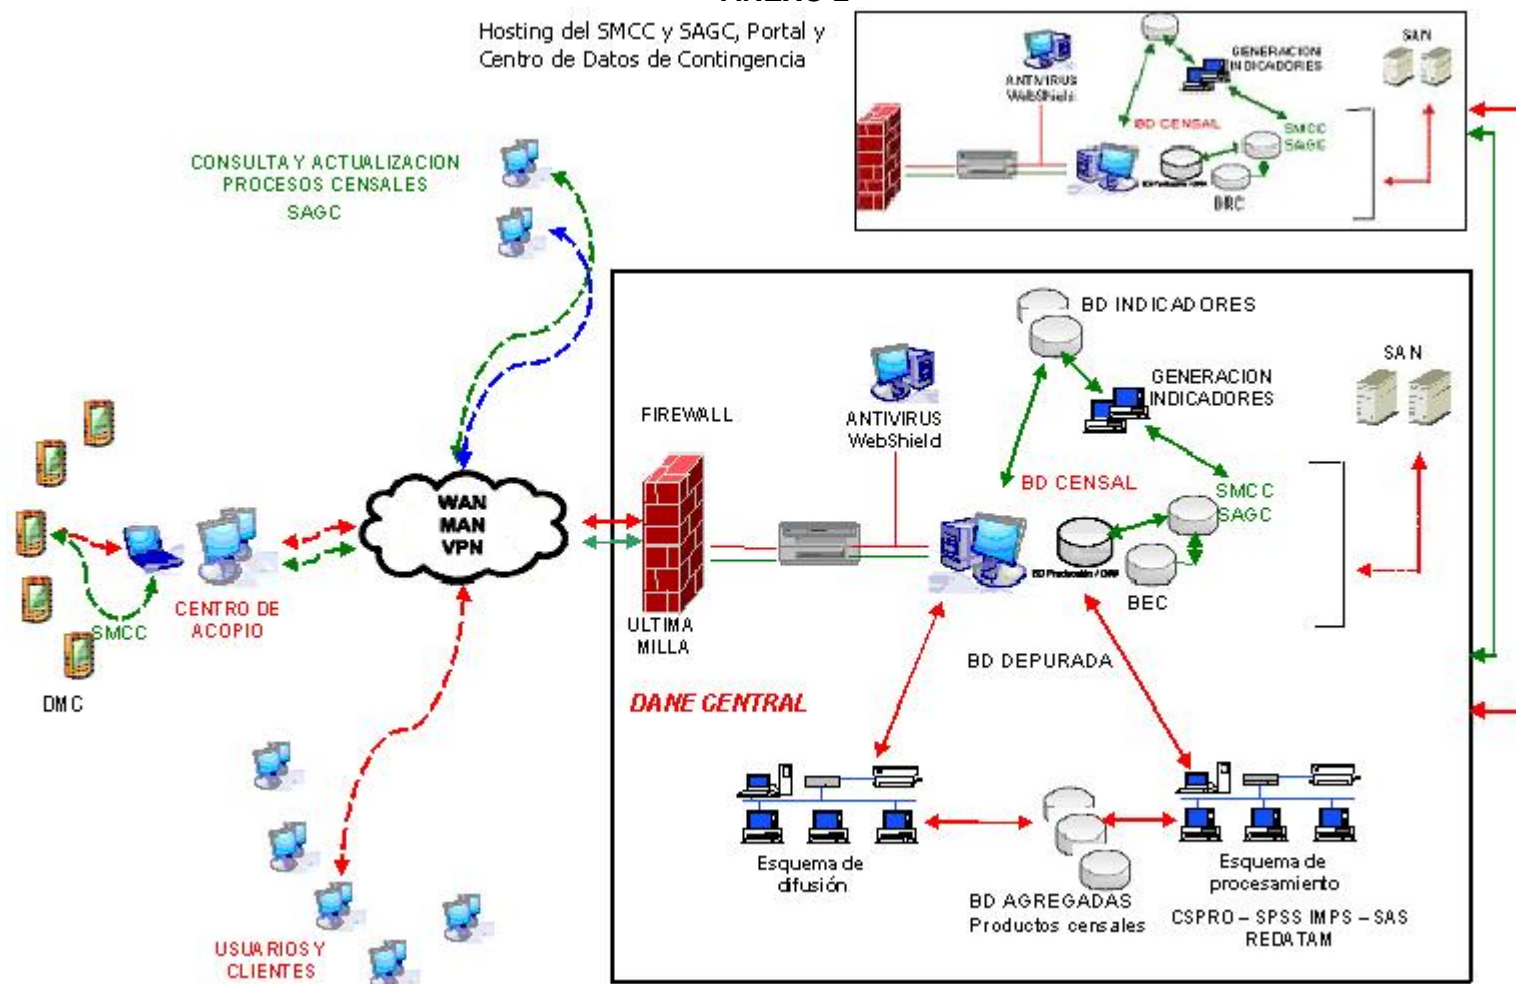 Hosting del SMCC y SAGC, Portal y
Centro de Datos de Contingencia
SAN
GENERACION
INDICADORES
ANTIVIRUS
WebShield
BD CENSAL
SMCC
SAGC
CONSULTA Y ACTUALIZACION
PROCESOS CENSALES
SAGC
BD INDICADORES
SAN
GENERACION
INDICADORES
FIREWALL
ANTIVIRUS
WebShield
BD CENSAL
SMCC
SAGC
WAN
MAN
VPN
BD Producción /
BEC
CENTRO DE
ACOPIO
SMCC
ULTIMA
MILLA
BD DEPURADA
DMC
DANE CENTRAL
Esquema de
difusión
Esquema de
procesamiento
BD AGREGADAS
Productos censales
CSPRO – SPSS IMPS – SAS
REDATAM
USUARIOS Y
CLIENTES